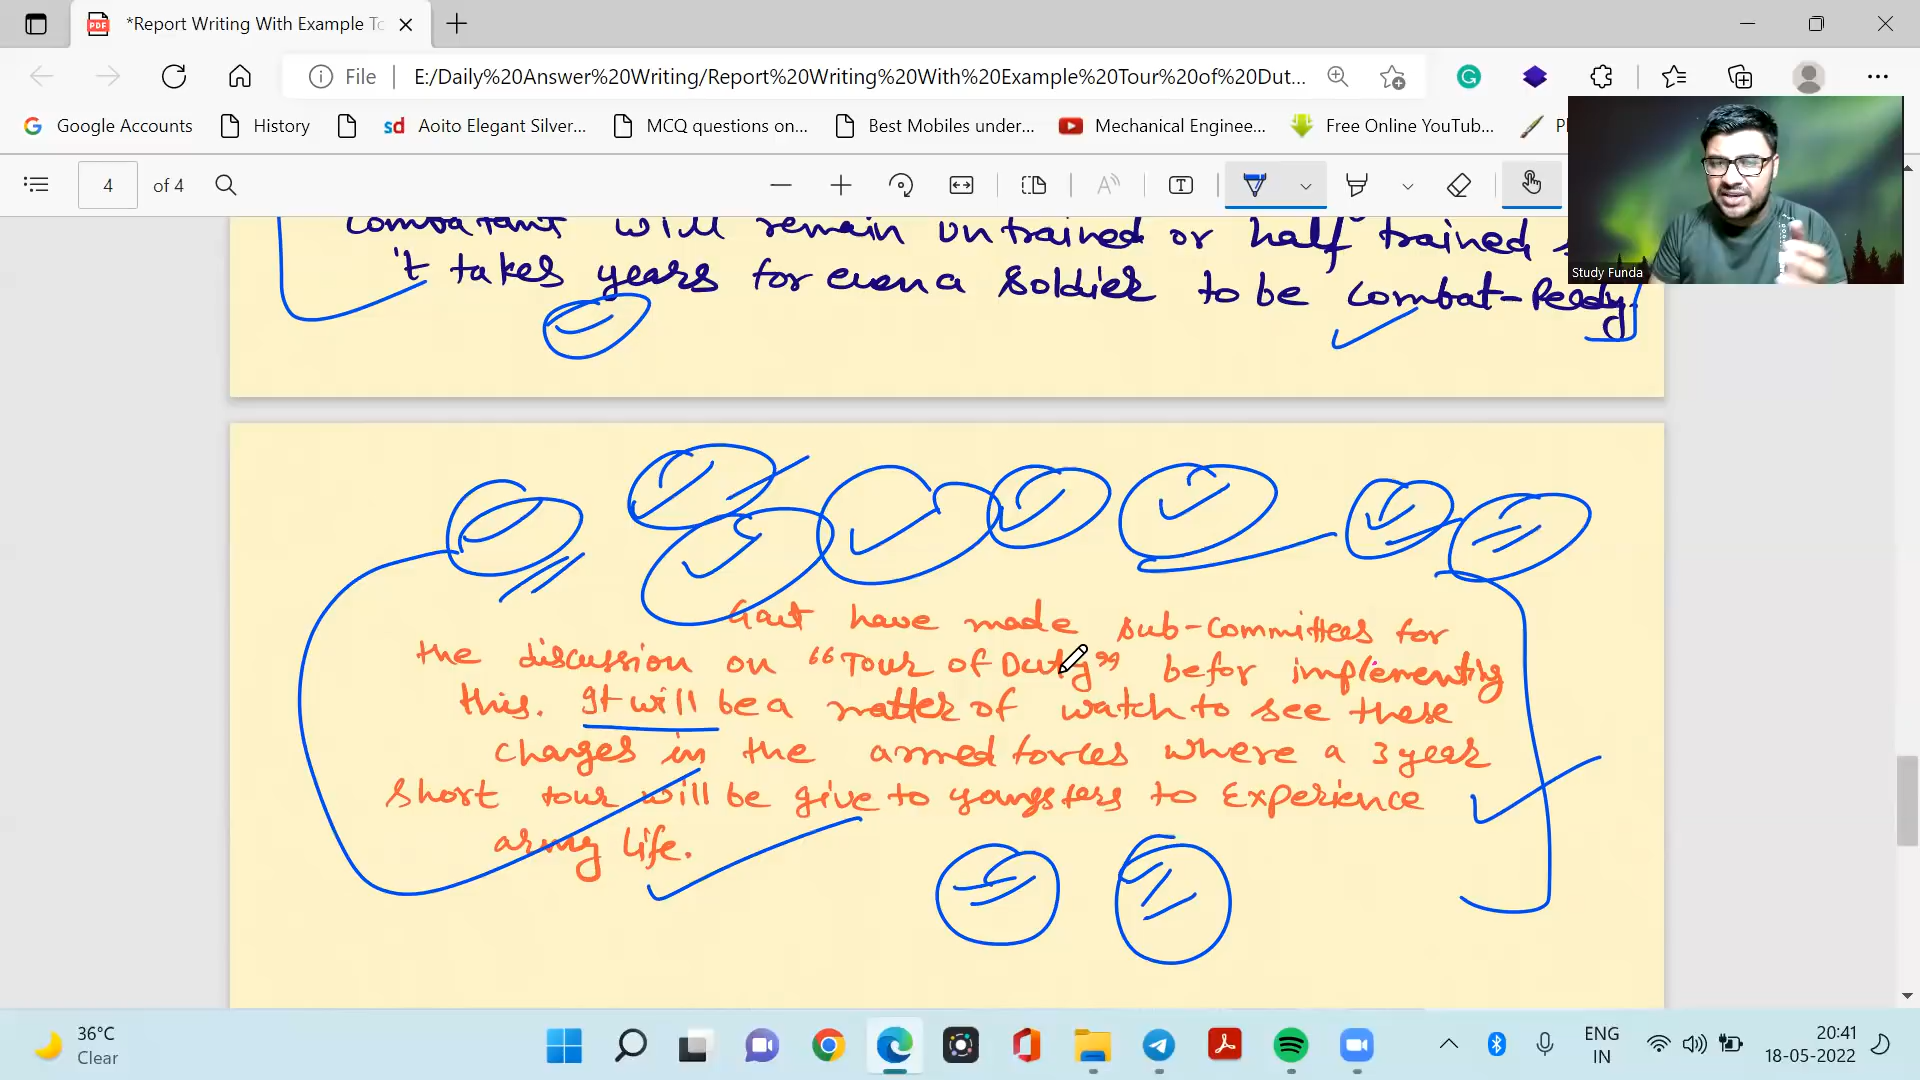 *Report Writing With Example To
File
E:/Daily%20Answer%20Writing/Report%20Writing%20With%20Example%20Tour%20of%20Dut...
Google Accounts
History
sd Aoito Elegant Silver...
MCQ questions on...
Best Mobiles under...
Mechanical Enginee...
Free Online YouTub...
4 of 4
Study Funda
Combatant will remain untrained or half trained
it takes years for even a soldier to be combat-Ready.
Govt have made sub-committees for
the discussion on "Tour of Duty" befor implementing
this. It will be a matter of watch to see these
changes in the armed forces where a 3 year
short tour will be give to youngsters to Experience
army life.
36°C
Clear
ENG
IN
20:41
18-05-2022